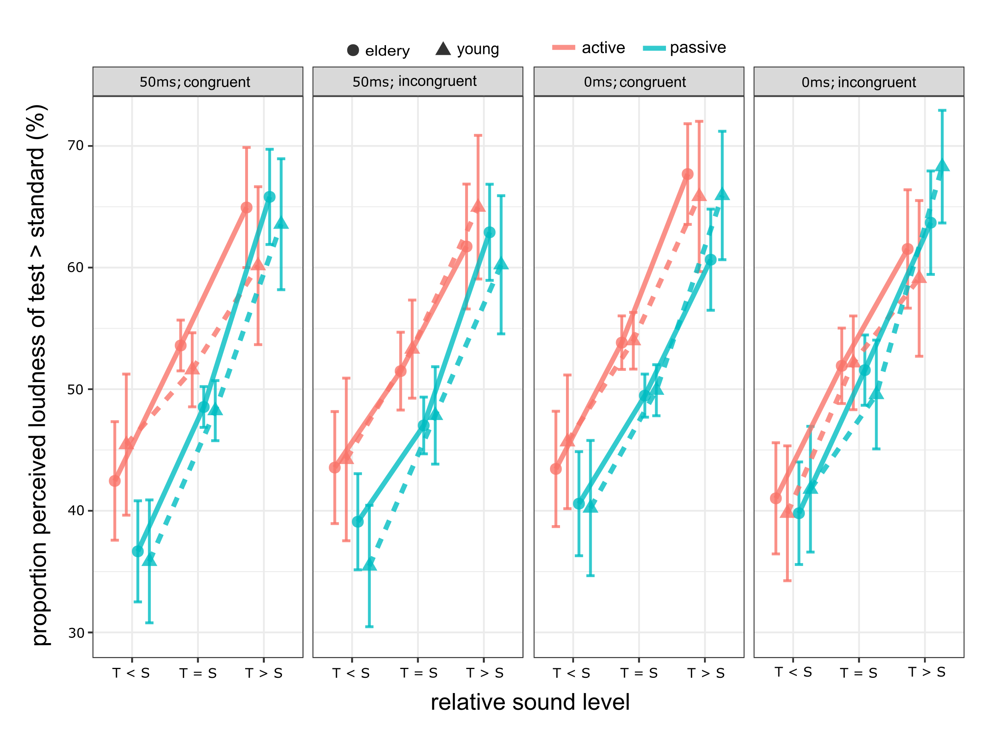 eldery young active passive
50ms; congruent 50ms; incongruent 0ms; congruent 0ms; incongruent
proportion perceived loudness of test > standard (%)
70
60
50
40
30
T < S T = S T > S T < S T = S T > S T < S T = S T > S T < S T = S T > S
relative sound level